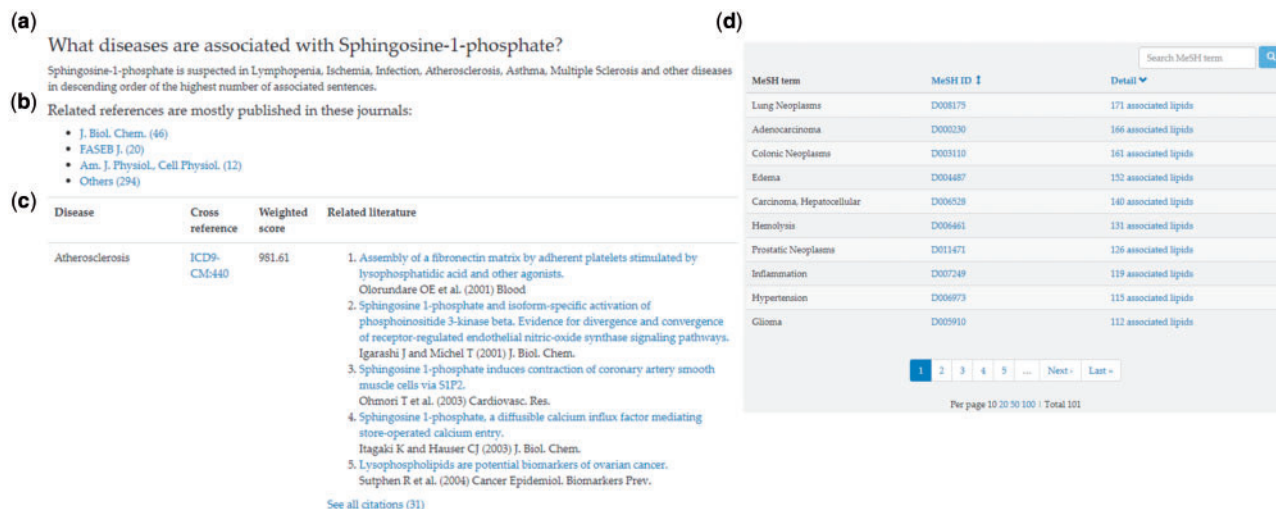 (a)
What diseases are associated with Sphingosine-1-phosphate?
Sphingosine-1-phosphate is suspected in Lymphopenia, Ischemia, Infection, Atherosclerosis, Asthma, Multiple Sclerosis and other diseases
in descending order of the highest number of associated sentences.
(b)
Related references are mostly published in these journals:
• J. Biol. Chem. (46)
• FASEB J. (20)
• Am. J. Physiol., Cell Physiol. (12)
• Others (294)
(c)
Disease Cross reference Weighted score Related literature
Atherosclerosis ICD9-CM:440 981.61
1. Assembly of a fibronectin matrix by adherent platelets stimulated by
lysophosphatidic acid and other agonists.
Olorundare OE et al. (2001) Blood
2. Sphingosine 1-phosphate and isoform-specific activation of
phosphoinositide 3-kinase beta. Evidence for divergence and convergence
of receptor-regulated endothelial nitric-oxide synthase signaling pathways.
Igarashi J and Michel T (2001) J. Biol. Chem.
3. Sphingosine 1-phosphate induces contraction of coronary artery smooth
muscle cells via S1P2.
Ohmori T et al. (2003) Cardiovasc. Res.
4. Sphingosine 1-phosphate, a diffusible calcium influx factor mediating
store-operated calcium entry.
Itagaki K and Hauser CJ (2003) J. Biol. Chem.
5. Lysophospholipids are potential biomarkers of ovarian cancer.
Sutphen R et al. (2004) Cancer Epidemiol. Biomarkers Prev.
See all citations (31)
(d)
Search MeSH term
MeSH term MeSH ID Detail
Lung Neoplasms D008175 171 associated lipids
Adenocarcinoma D000230 166 associated lipids
Colonic Neoplasms D003110 161 associated lipids
Edema D004487 152 associated lipids
Carcinoma, Hepatocellular D006528 140 associated lipids
Hemolysis D006461 131 associated lipids
Prostatic Neoplasms D011471 126 associated lipids
Inflammation D007249 119 associated lipids
Hypertension D006973 115 associated lipids
Glioma D005910 112 associated lipids
1 2 3 4 5 ... Next › Last »
Per page 10 20 50 100 | Total 101